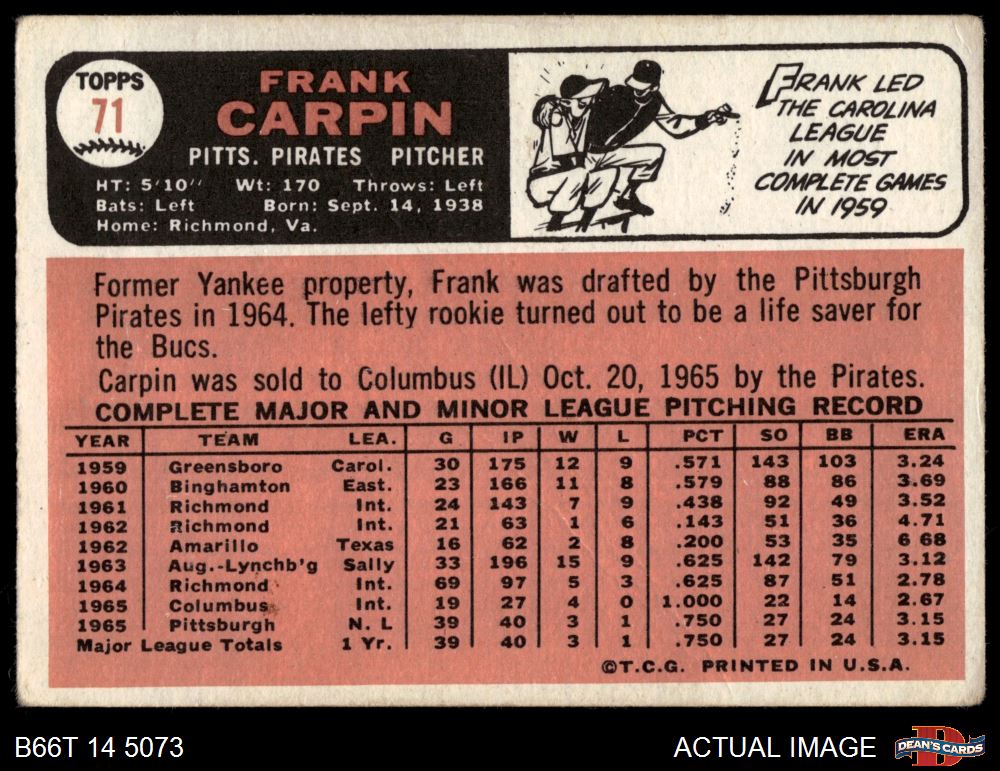 TOPPS
71
FRANK
CARPIN
PITTS. PIRATES PITCHER
HT: 5'10" Wt: 170 Throws: Left
Bats: Left Born: Sept. 14, 1938
Home: Richmond, Va.
FRANK LED
THE CAROLINA
LEAGUE
IN MOST
COMPLETE GAMES
IN 1959
Former Yankee property, Frank was drafted by the Pittsburgh
Pirates in 1964. The lefty rookie turned out to be a life saver for
the Bucs.
Carpin was sold to Columbus (IL) Oct. 20, 1965 by the Pirates.
COMPLETE MAJOR AND MINOR LEAGUE PITCHING RECORD
YEAR TEAM LEA. G IP W L PCT SO BB ERA
1959 Greensboro Carol. 30 175 12 9 .571 143 103 3.24
1960 Binghamton East. 23 166 11 8 .579 88 86 3.69
1961 Richmond Int. 24 143 7 9 .438 92 49 3.52
1962 Richmond Int. 21 63 1 6 .143 51 36 4.71
1962 Amarillo Texas 16 62 2 8 .200 53 35 6 68
1963 Aug.-Lynchb'g Sally 33 196 15 9 .625 142 79 3.12
1964 Richmond Int. 69 97 5 3 .625 87 51 2.78
1965 Columbus Int. 19 27 4 0 1.000 22 14 2.67
1965 Pittsburgh N. L 39 40 3 1 .750 27 24 3.15
Major League Totals 1 Yr. 39 40 3 1 .750 27 24 3.15
©T.C.G. PRINTED IN U.S.A.
B66T 14 5073
ACTUAL IMAGE
D
DEAN'S CARDS